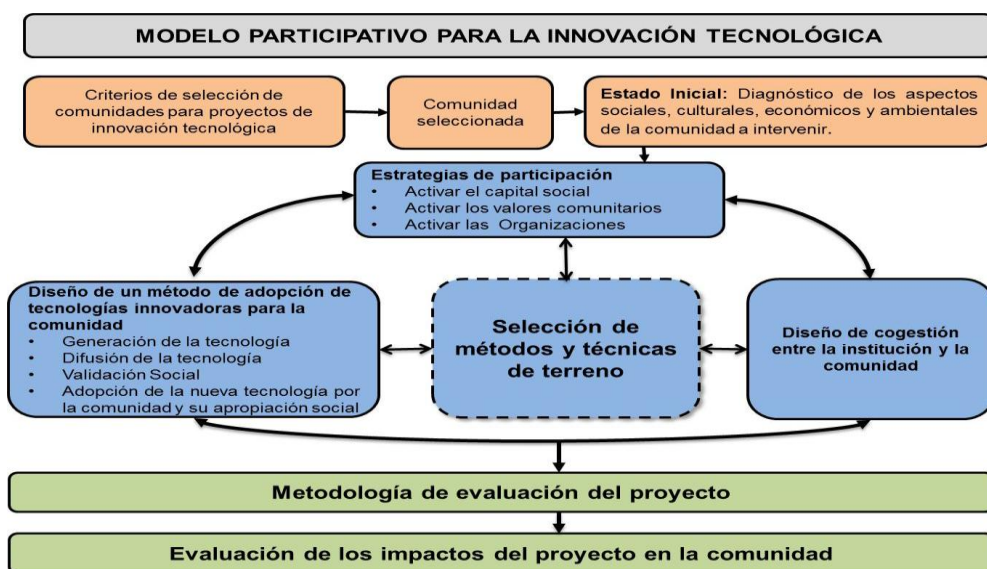 MODELO PARTICIPATIVO PARA LA INNOVACIÓN TECNOLÓGICA
Criterios de selección de
comunidades para proyectos de
innovación tecnológica
Comunidad
seleccionada
Estado Inicial: Diagnóstico de los aspectos
sociales, culturales, económicos y ambientales
de la comunidad a intervenir.
Estrategias de participación
• Activar el capital social
• Activar los valores comunitarios
• Activar las Organizaciones
Diseño de un método de adopción de
tecnologías innovadoras para la
comunidad
• Generación de la tecnología
• Difusión de la tecnología
• Validación Social
• Adopción de la nueva tecnología por
la comunidad y su apropiación social
Selección de
métodos y técnicas
de terreno
Diseño de cogestión
entre la institución y la
comunidad
Metodología de evaluación del proyecto
Evaluación de los impactos del proyecto en la comunidad